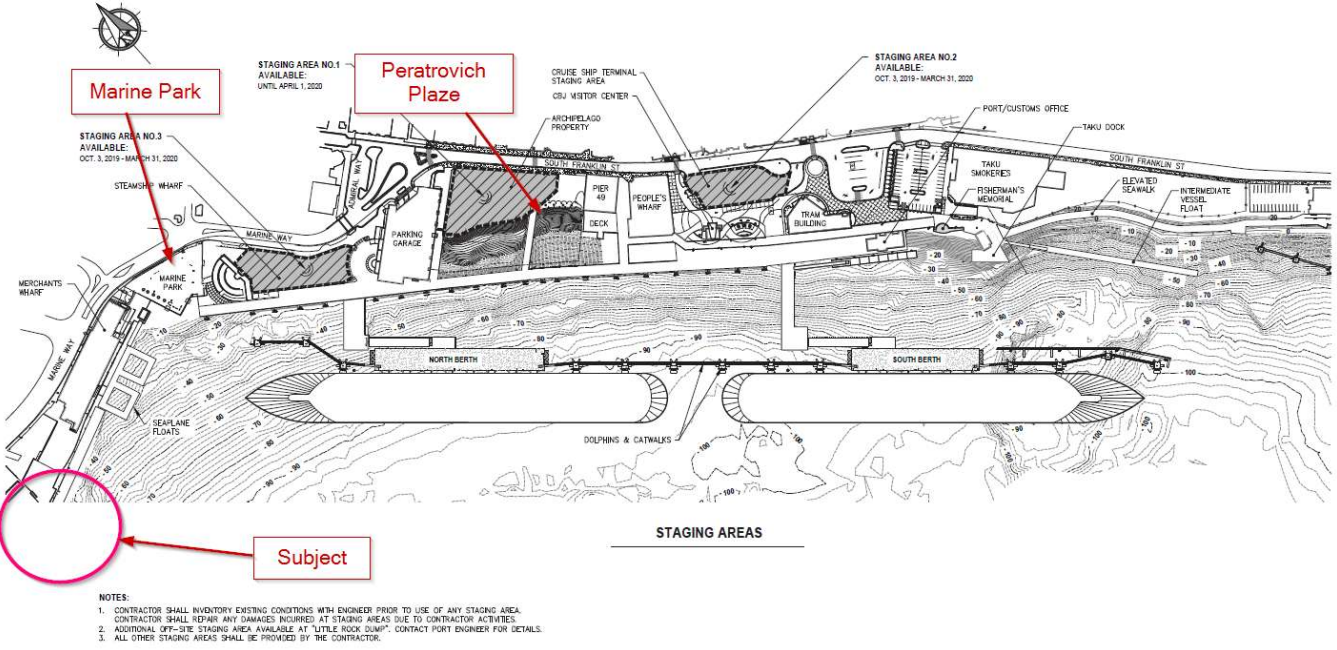 Marine Park
STAGING AREA NO.1
AVAILABLE:
UNTIL APRIL 1, 2020
Peratrovich
Plaze
CRUISE SHIP TERMINAL
STAGING AREA
CBJ VISITOR CENTER
ARCHIPELAGO
PROPERTY
STAGING AREA NO.2
AVAILABLE:
OCT. 3, 2019 - MARCH 31, 2020
PORT/CUSTOMS OFFICE
TAKU DOCK
STAGING AREA NO.3
AVAILABLE:
OCT. 3, 2019 - MARCH 31, 2020
STEAMSHIP WHARF
ADMIRAL WAY
SOUTH FRANKLIN ST
SOUTH FRANKLIN ST
TAKU
SMOKERIES
FISHERMAN'S
MEMORIAL
ELEVATED
SEAWALK
INTERMEDIATE
VESSEL
FLOAT
PIER
49
DECK
PEOPLE'S
WHARF
TRAM
BUILDING
PARKING
GARAGE
MARINE WAY
MARINE
PARK
MERCHANTS
WHARF
MARINE WAY
NORTH BERTH
SOUTH BERTH
SEAPLANE
FLOATS
DOLPHINS & CATWALKS
STAGING AREAS
Subject
NOTES:
1. CONTRACTOR SHALL INVENTORY EXISTING CONDITIONS WITH ENGINEER PRIOR TO USE OF ANY STAGING AREA.
CONTRACTOR SHALL REPAIR ANY DAMAGES INCURRED AT STAGING AREAS DUE TO CONTRACTOR ACTIVITIES.
2. ADDITIONAL OFF-SITE STAGING AREA AVAILABLE AT "LITTLE ROCK DUMP". CONTACT PORT ENGINEER FOR DETAILS.
3. ALL OTHER STAGING AREAS SHALL BE PROVIDED BY THE CONTRACTOR.